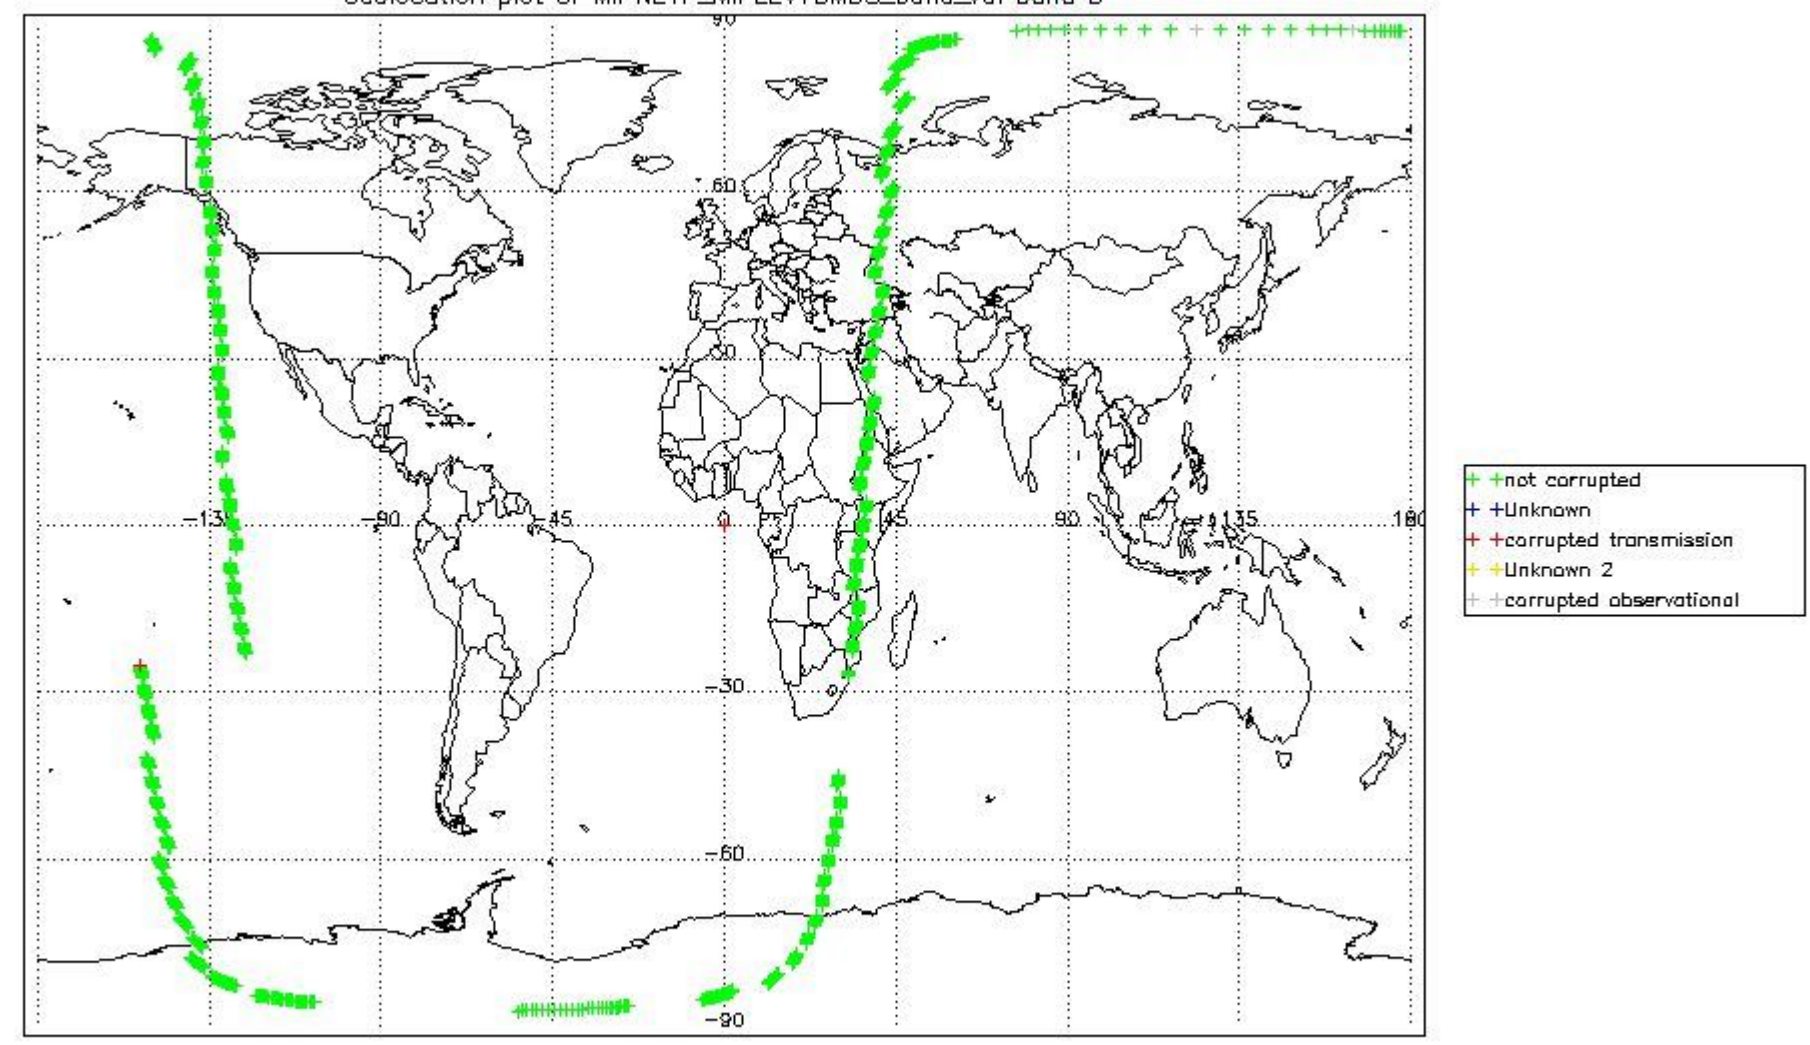 90
60
30
-135 -90 -45 0 45 90 135 180
-30
-60
-90
not corrupted
Unknown
corrupted transmission
Unknown 2
corrupted observational